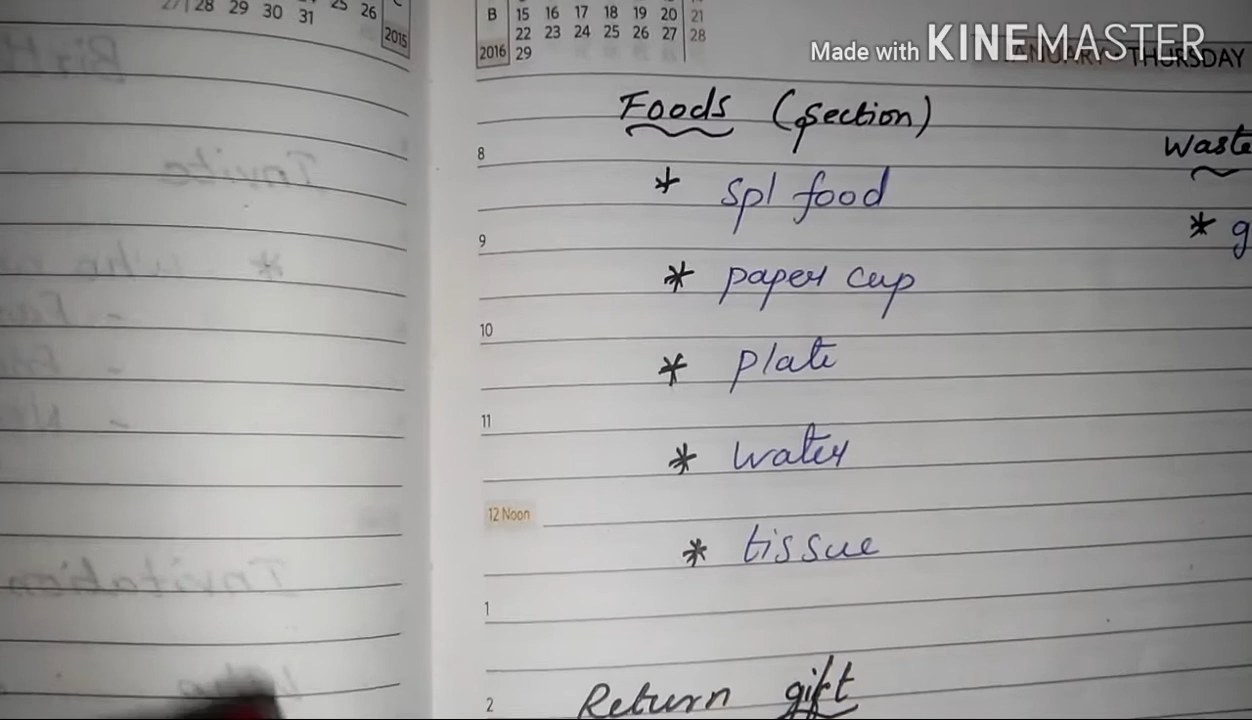 28 29 30 31
25 26
2015
B 15 16 17 18 19 20 21
22 23 24 25 26 27 28
2016 29
Made with KINEMASTER
THURSDAY
Foods (section)
8
* spl food
Waste
* g
9
* paper cup
10
* plate
11
* water
12 Noon
* tissue
1
2
Return gift